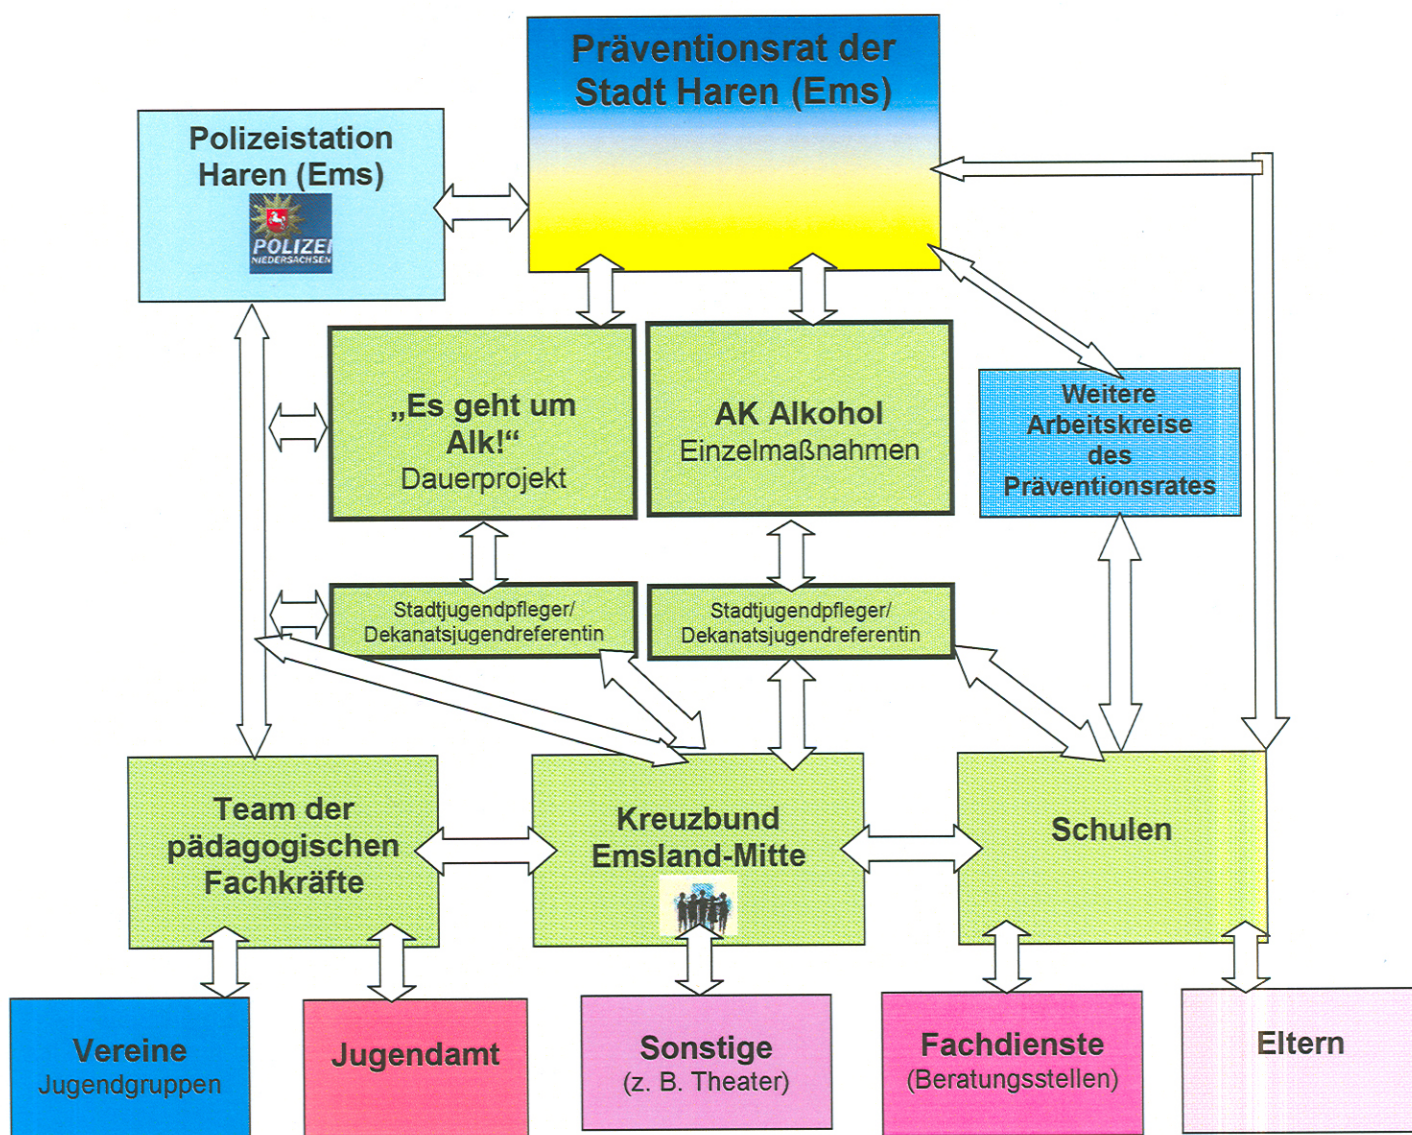 Präventionsrat der
Stadt Haren (Ems)
Polizeistation
Haren (Ems)
POLIZEI
NIEDERSACHSEN
„Es geht um
Alk!“
Dauerprojekt
AK Alkohol
Einzelmaßnahmen
Weitere
Arbeitskreise
des
Präventionsrates
Stadtjugendpfleger/
Dekanatsjugendreferentin
Stadtjugendpfleger/
Dekanatsjugendreferentin
Team der
pädagogischen
Fachkräfte
Kreuzbund
Emsland-Mitte
Schulen
Vereine
Jugendgruppen
Jugendamt
Sonstige
(z. B. Theater)
Fachdienste
(Beratungsstellen)
Eltern